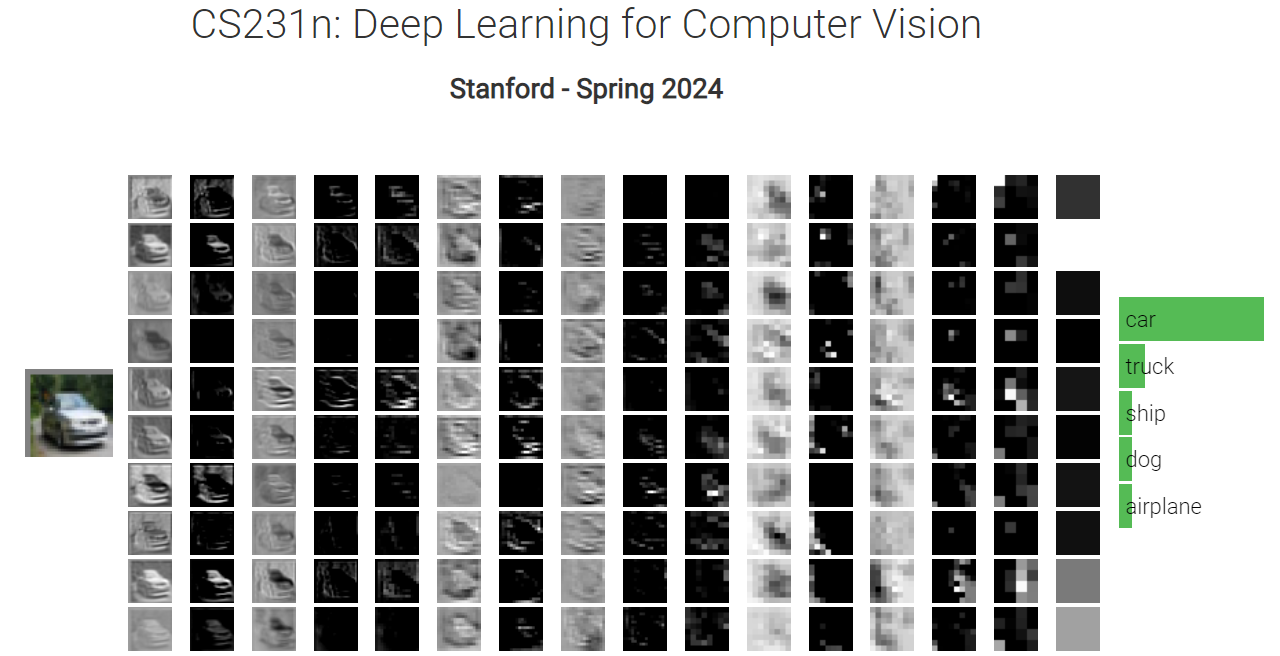 CS231n: Deep Learning for Computer Vision
Stanford - Spring 2024
car
truck
ship
dog
airplane